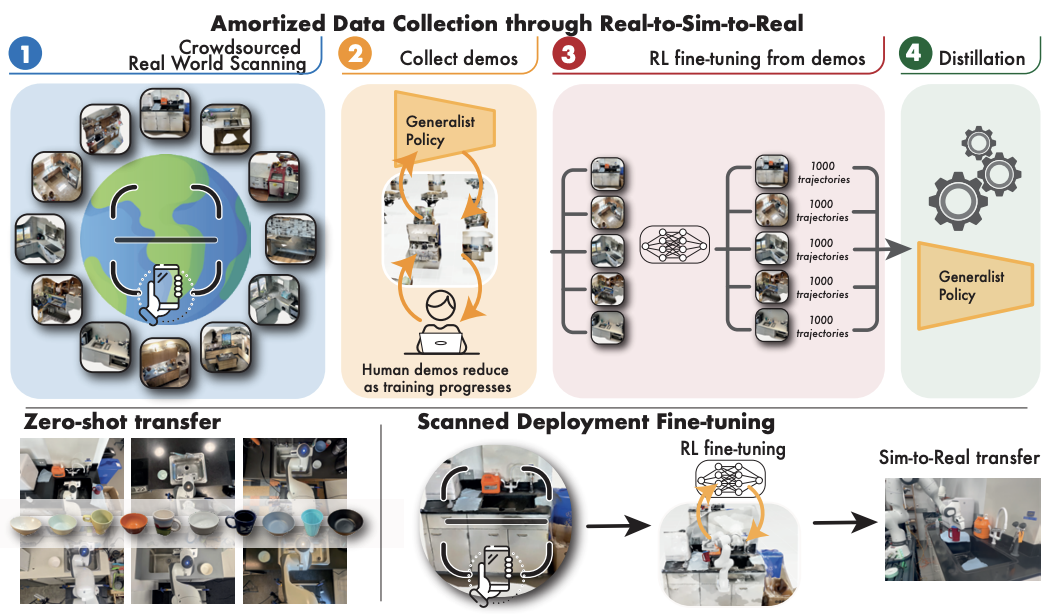 Amortized Data Collection through Real-to-Sim-to-Real
1
Crowdsourced
Real World Scanning
2
Collect demos
3
RL fine-tuning from demos
4
Distillation
Generalist
Policy
Human demos reduce
as training progresses
1000
trajectories
1000
trajectories
1000
trajectories
1000
trajectories
1000
trajectories
Generalist
Policy
Zero-shot transfer
Scanned Deployment Fine-tuning
RL fine-tuning
Sim-to-Real transfer